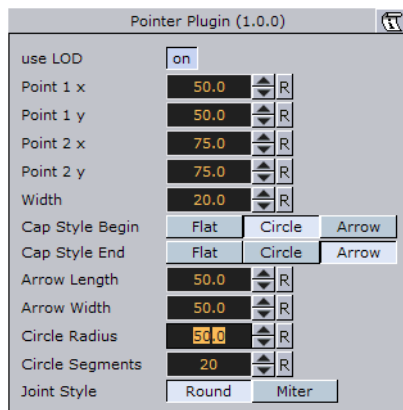 Pointer Plugin (1.0.0)
use LOD on
Point 1 x 50.0 R
Point 1 y 50.0 R
Point 2 x 75.0 R
Point 2 y 75.0 R
Width 20.0 R
Cap Style Begin Flat Circle Arrow
Cap Style End Flat Circle Arrow
Arrow Length 50.0 R
Arrow Width 50.0 R
Circle Radius 50.0 R
Circle Segments 20 R
Joint Style Round Miter